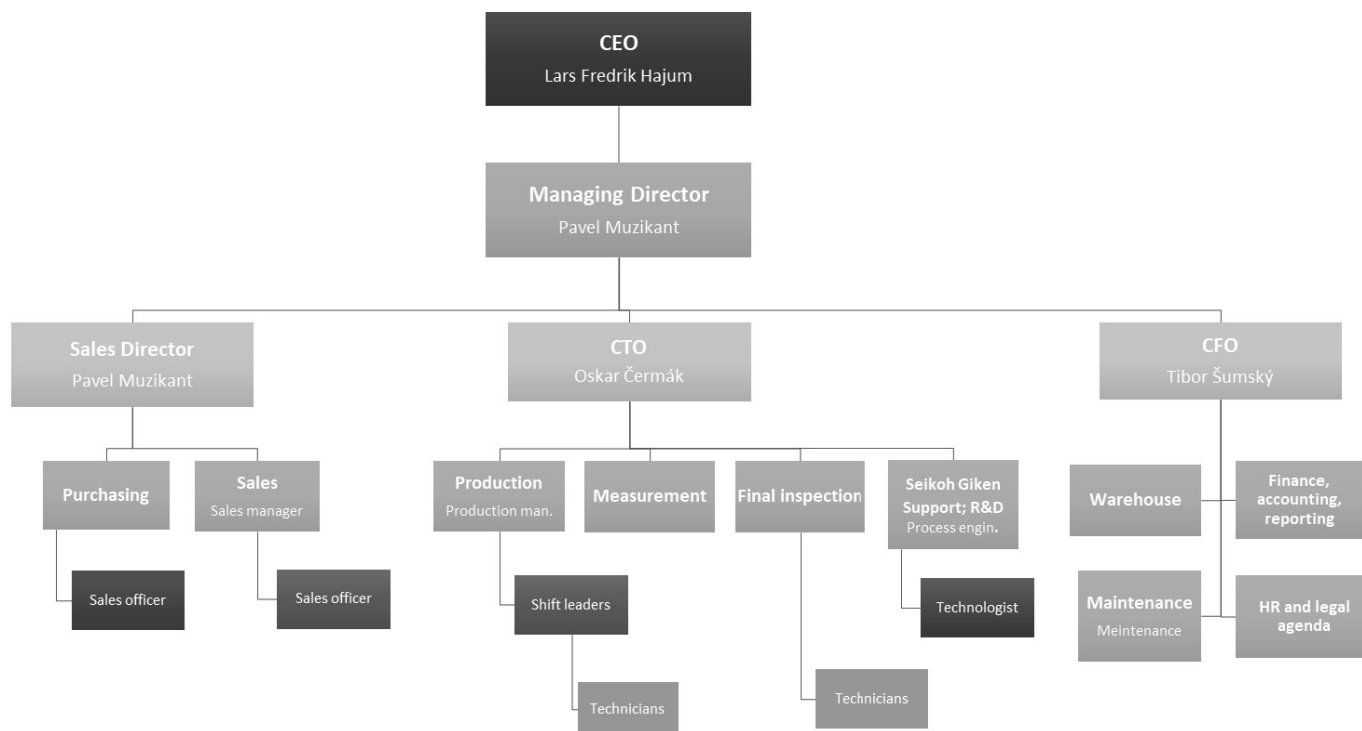 CEO
Lars Fredrik Hajum
Managing Director
Pavel Muzikant
Sales Director
Pavel Muzikant
CTO
Oskar Čermák
CFO
Tibor Šumský
Purchasing
Sales
Sales manager
Production
Production man.
Measurement
Final inspection
Seikoh Giken
Support; R&D
Process engin.
Warehouse
Finance,
accounting,
reporting
Sales officer
Sales officer
Shift leaders
Technologist
Maintenance
Meintenance
HR and legal
agenda
Technicians
Technicians